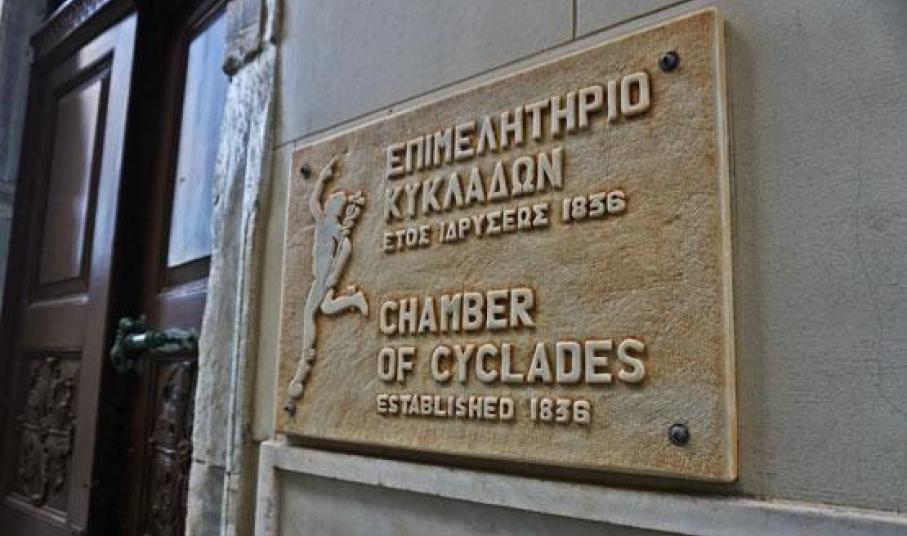 ΕΠΙΜΕΛΗΤΗΡΙΟ
ΚΥΚΛΑΔΩΝ
ΕΤΟΣ ΙΔΡΥΣΕΩΣ 1836
CHAMBER
OF CYCLADES
ESTABLISHED 1836